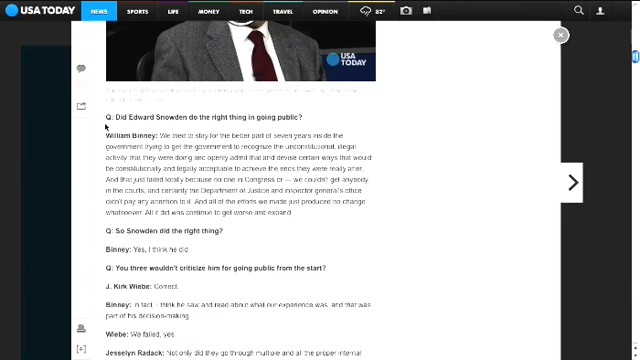 USA TODAY NEWS SPORTS LIFE MONEY TECH TRAVEL OPINION 82°
USA
TODAY
Q: Did Edward Snowden do the right thing in going public?
William Binney: We tried to stay for the better part of seven years inside the
government trying to get the government to recognize the unconstitutional, illegal
activity that they were doing and openly admit that and devise certain ways that would
be constitutionally and legally acceptable to achieve the ends they were really after.
And that just failed totally because no one in Congress or — we couldn't get anybody
in the courts, and certainly the Department of Justice and inspector general's office
didn't pay any attention to it. And all of the efforts we made just produced no change
whatsoever. All it did was continue to get worse and expand.
Q: So Snowden did the right thing?
Binney: Yes, I think he did.
Q: You three wouldn't criticize him for going public from the start?
J. Kirk Wiebe: Correct.
Binney: In fact, I think he saw and read about what our experience was, and that was
part of his decision-making.
Wiebe: We failed, yes.
Jesselyn Radack: Not only did they go through multiple and all the proper internal